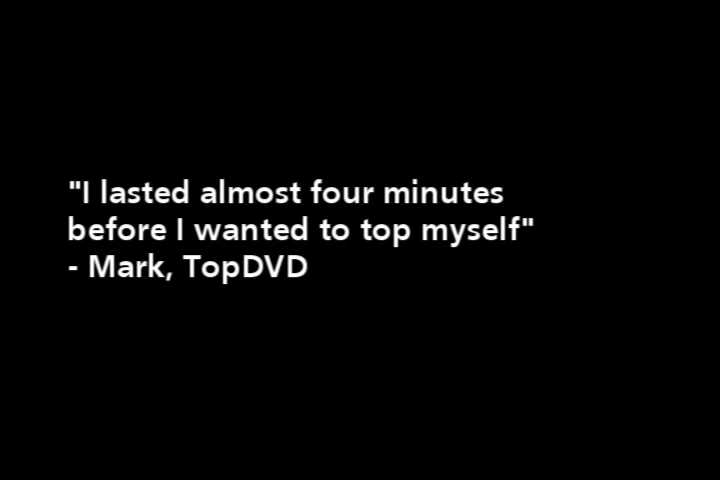 "I lasted almost four minutes
before I wanted to top myself"
- Mark, TopDVD